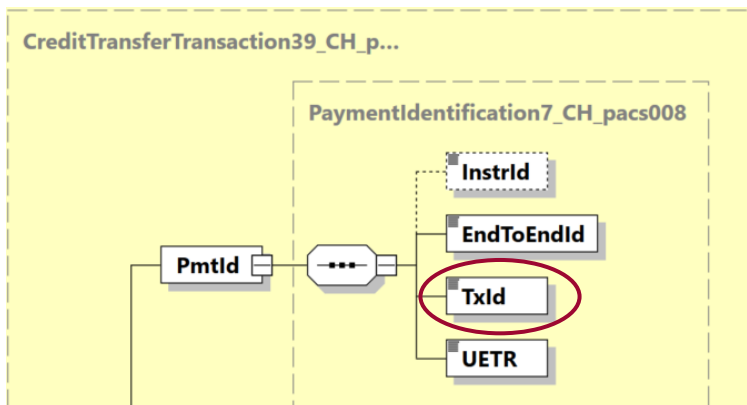 CreditTransferTransaction39_CH_p...
PaymentIdentification7_CH_pacs008
InstrId
EndToEndId
PmtId
TxId
UETR